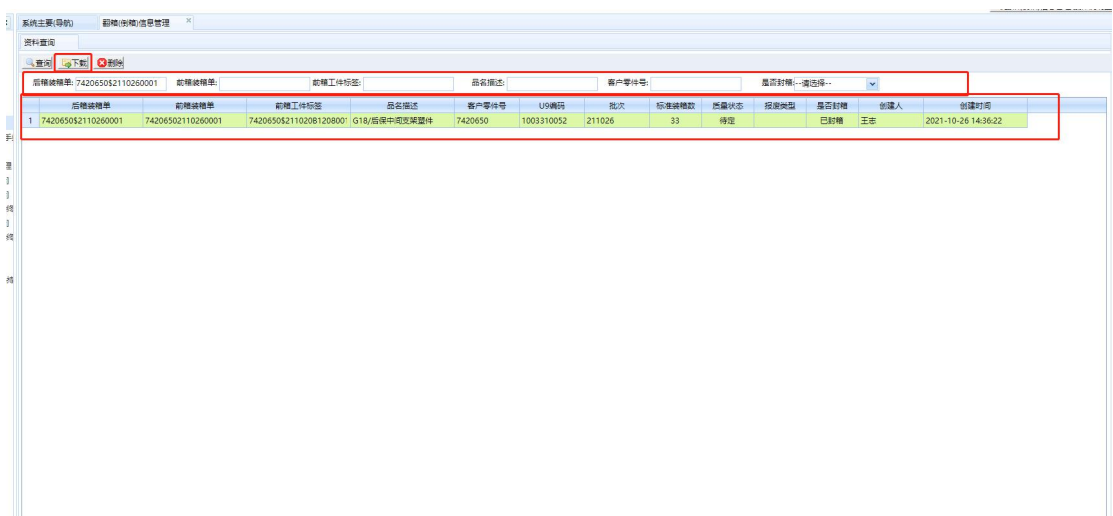 系统主要(导航) 翻箱(倒箱)信息管理 ×
资料查询
查询 下载 删除
后箱装箱单: 7420650$2110260001 前箱装箱单: 前箱工件标签: 品名描述: 客户零件号: 是否封箱: --请选择--
后箱装箱单 前箱装箱单 前箱工件标签 品名描述 客户零件号 U9编码 批次 标准装箱数 质量状态 报废类型 是否封箱 创建人 创建时间
1 7420650$2110260001 74206502110260001 7420650$211020B1208001 G18/后保中间支架塑件 7420650 1003310052 211026 33 待定 已封箱 王志 2021-10-26 14:36:22